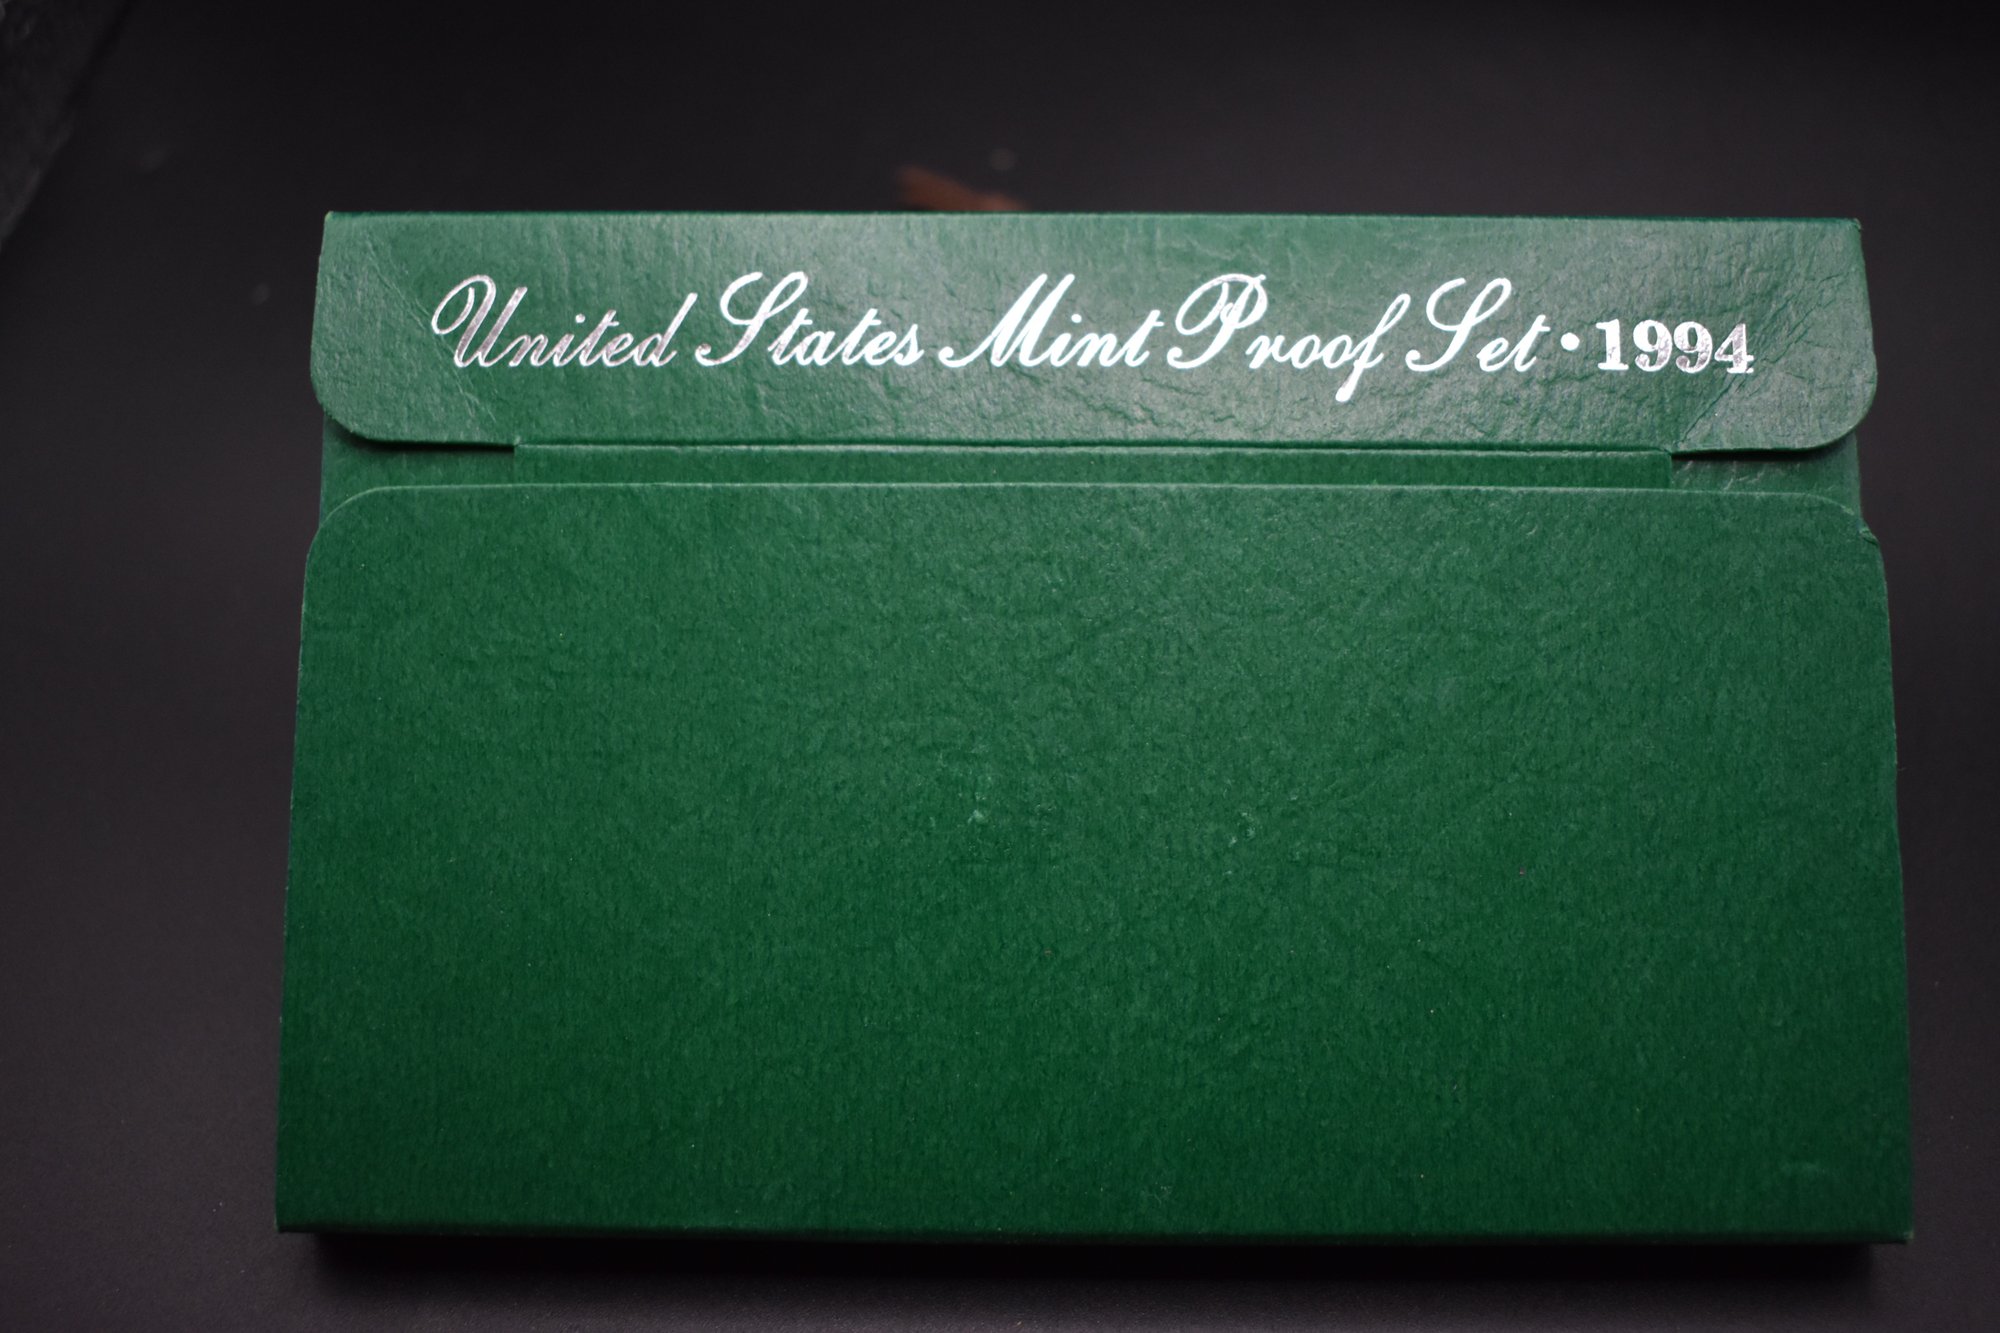 United States Mint Proof Set • 1994